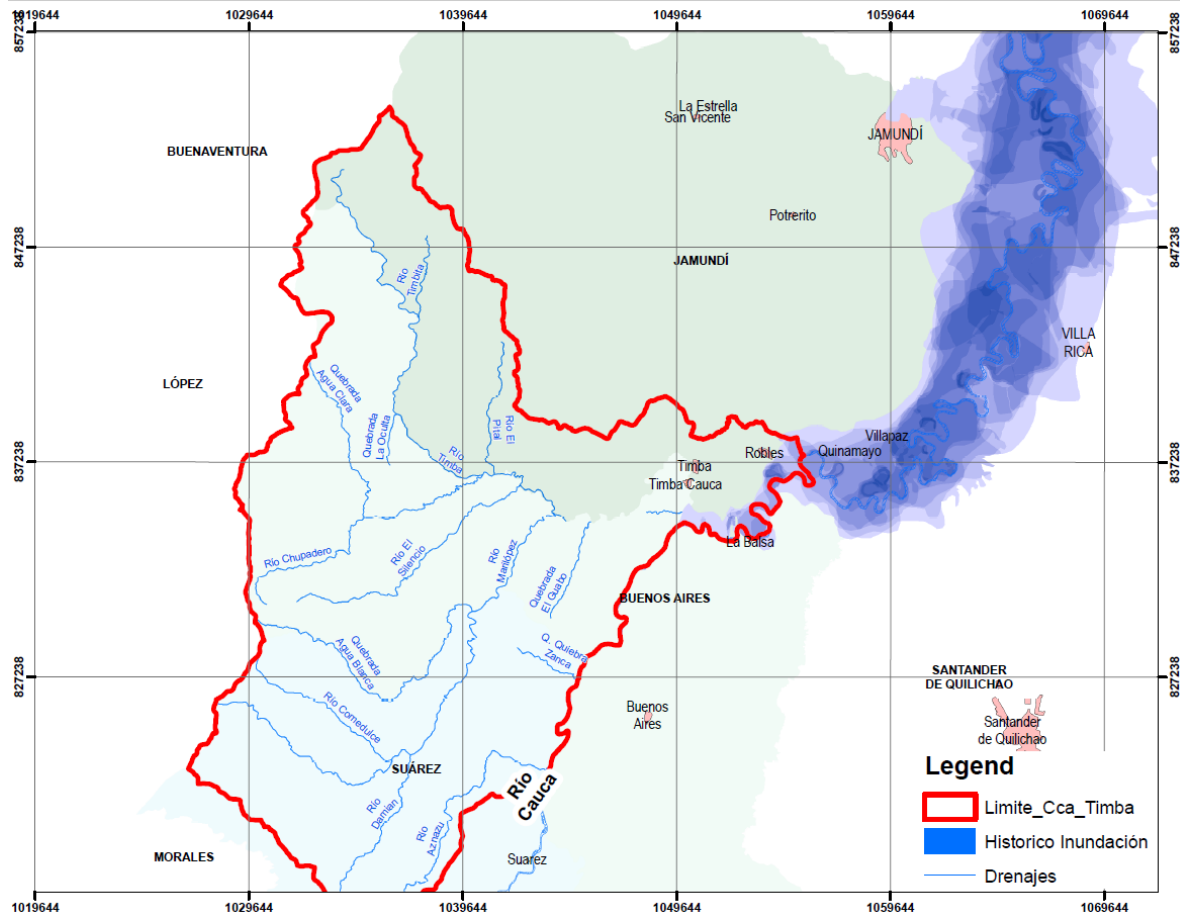 1019644
1029644
1039644
1049644
1059644
1069644
857238
857238
La Estrella
San Vicente
JAMUNDÍ
BUENAVENTURA
Potrerito
847238
847238
JAMUNDÍ
Río
Timbita
VILLA
RICA
LÓPEZ
Quebrada
Agua Clara
Quebrada
La Oculta
Río El
Pital
Villapaz
Quinamayo
Robles
Río
Timba
837238
837238
Timba
Timba Cauca
La Balsa
Río Chupadero
Río El
Silencio
Río
Marilópez
Quebrada
El Guabo
BUENOS AIRES
Quebrada
Agua Blanca
Q. Quiebra
Zanca
827238
827238
SANTANDER
DE QUILICHAO
Río Comedulce
Buenos
Aires
Santander
de Quilichao
SUÁREZ
Río
Cauca
Río
Damian
Río
Aznazu
MORALES
Suarez
Legend
Limite_Cca_Timba
Historico Inundación
Drenajes
1019644
1029644
1039644
1049644
1059644
1069644